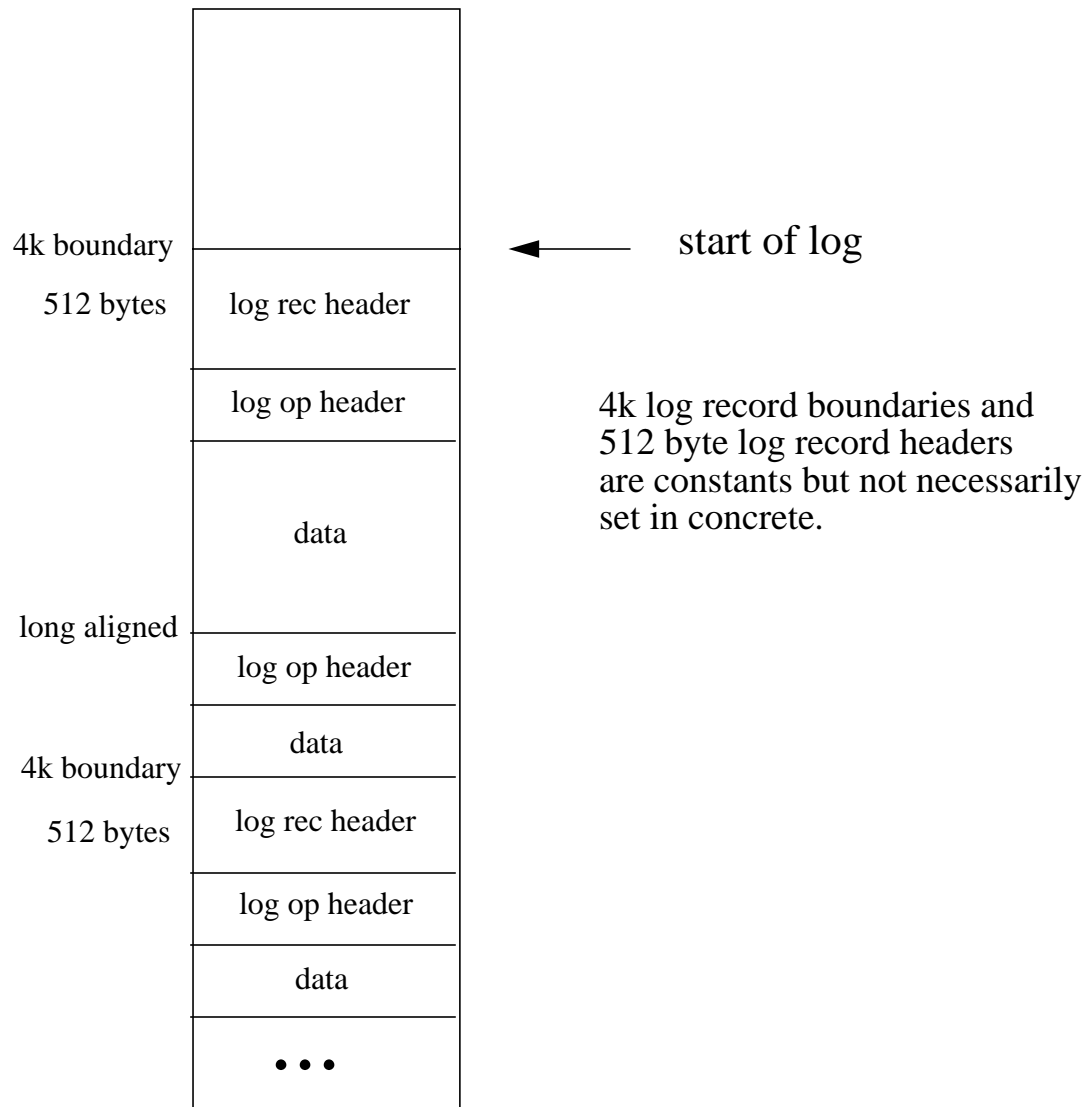 4k boundary
start of log
512 bytes
log rec header
log op header
4k log record boundaries and
512 byte log record headers
are constants but not necessarily
set in concrete.
data
long aligned
log op header
data
4k boundary
log rec header
512 bytes
log op header
data
• • •